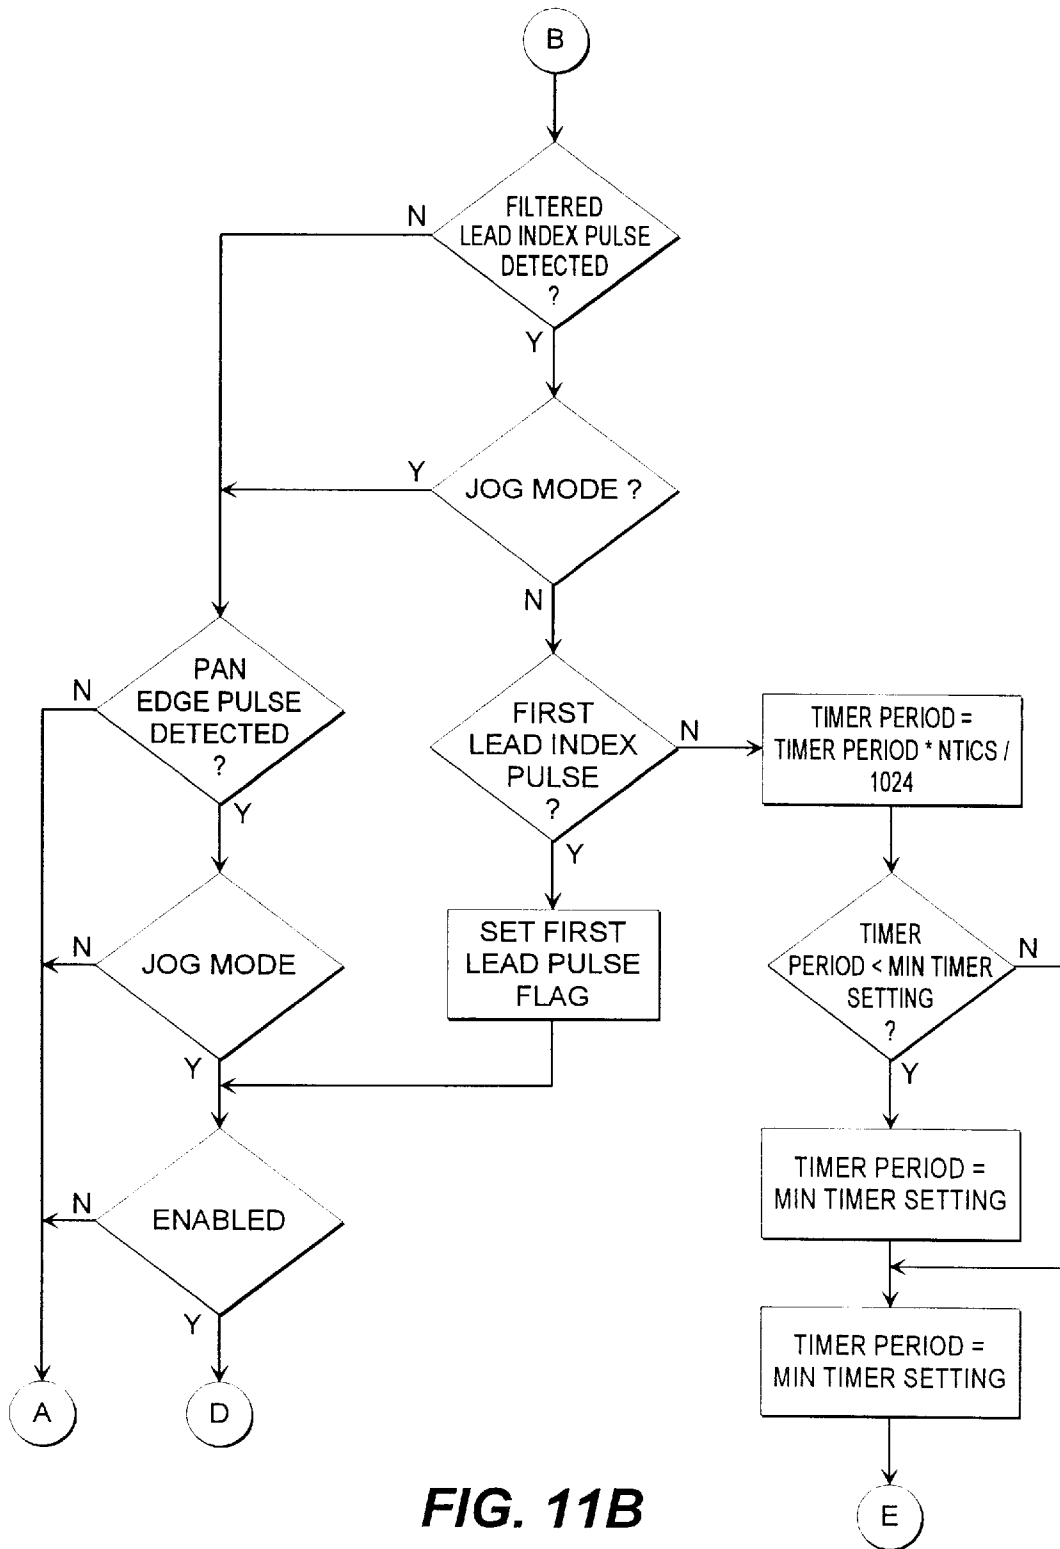 B
FILTERED
LEAD INDEX PULSE
DETECTED
?
N
Y
JOG MODE ?
Y
N
PAN
EDGE PULSE
DETECTED
?
N
Y
FIRST
LEAD INDEX
PULSE
?
N
Y
TIMER PERIOD =
TIMER PERIOD * NTICS /
1024
JOG MODE
N
Y
SET FIRST
LEAD PULSE
FLAG
TIMER
PERIOD < MIN TIMER
SETTING
?
N
Y
ENABLED
N
Y
TIMER PERIOD =
MIN TIMER SETTING
TIMER PERIOD =
MIN TIMER SETTING
A
D
E
FIG. 11B